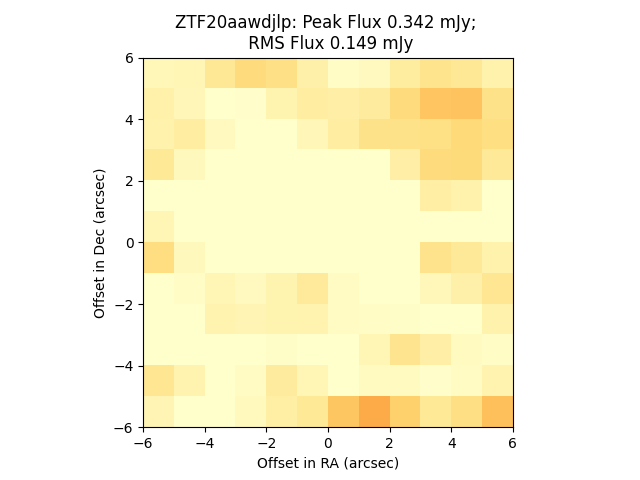 ZTF20aawdjlp: Peak Flux 0.342 mJy;
RMS Flux 0.149 mJy
6
4
2
0
−2
−4
−6
Offset in Dec (arcsec)
−6 −4 −2 0 2 4 6
Offset in RA (arcsec)